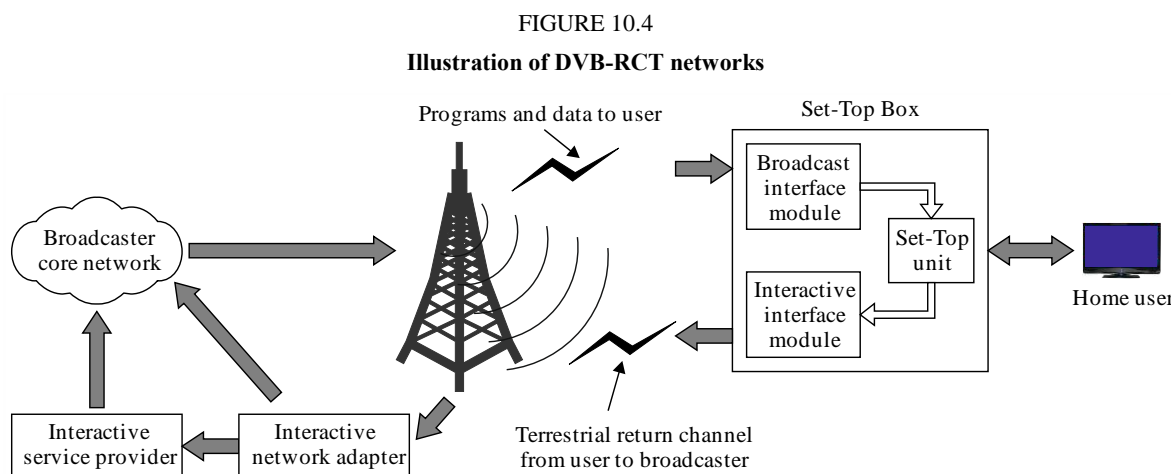 FIGURE 10.4
Illustration of DVB-RCT networks
Programs and data to user
Set-Top Box
Broadcast
interface
module
Broadcaster
core network
Set-Top
unit
Interactive
interface
module
Home user
Interactive
service provider
Interactive
network adapter
Terrestrial return channel
from user to broadcaster